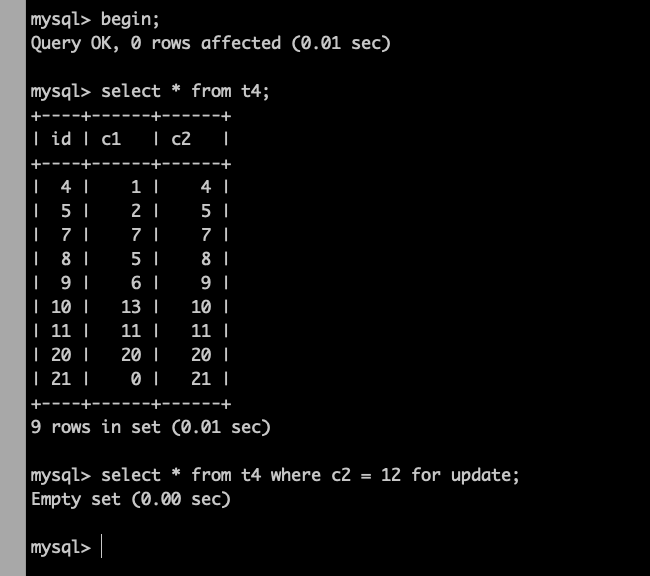 mysql> begin;
Query OK, 0 rows affected (0.01 sec)
mysql> select * from t4;
+----+------+------+
| id | c1   | c2   |
+----+------+------+
|  4 |    1 |    4 |
|  5 |    2 |    5 |
|  7 |    7 |    7 |
|  8 |    5 |    8 |
|  9 |    6 |    9 |
| 10 |   13 |   10 |
| 11 |   11 |   11 |
| 20 |   20 |   20 |
| 21 |    0 |   21 |
+----+------+------+
9 rows in set (0.01 sec)
mysql> select * from t4 where c2 = 12 for update;
Empty set (0.00 sec)
mysql>